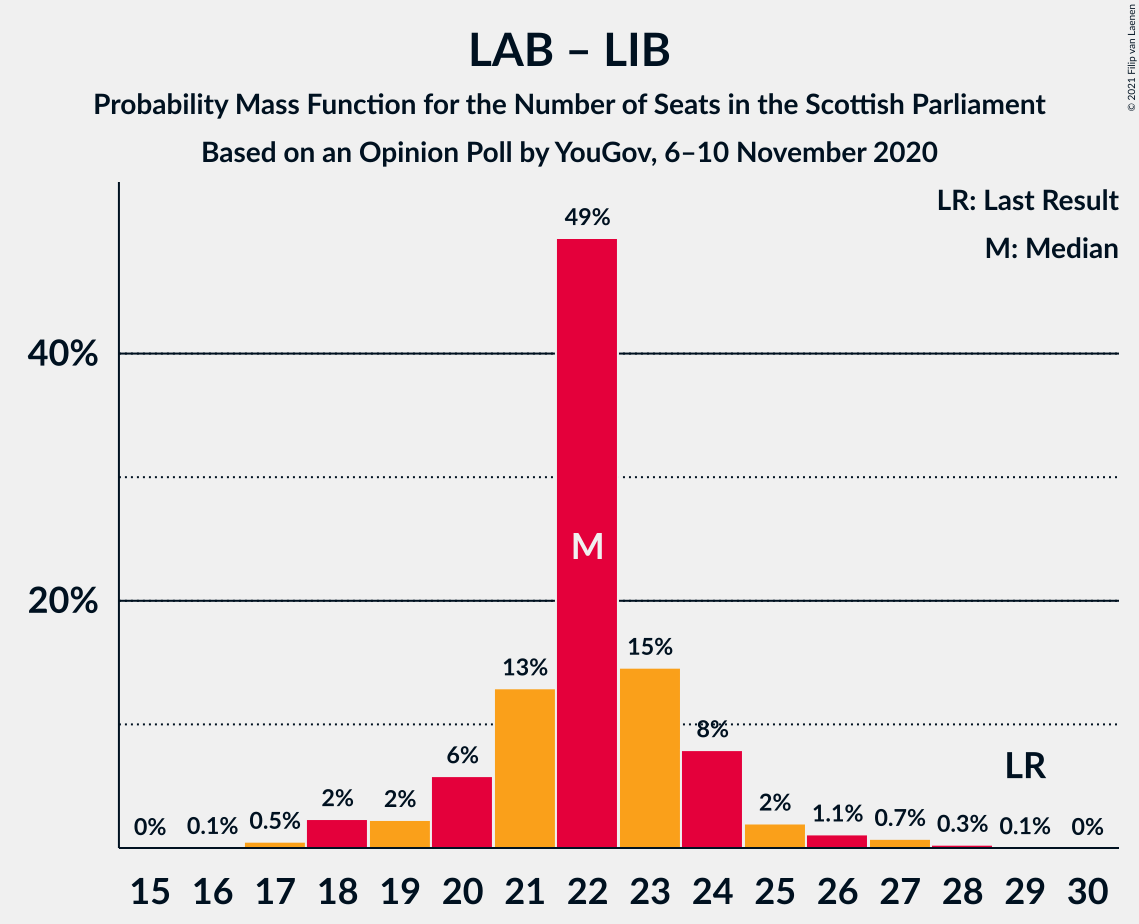 LAB – LIB
Probability Mass Function for the Number of Seats in the Scottish Parliament
Based on an Opinion Poll by YouGov, 6–10 November 2020
© 2021 Filip van Laenen
LR: Last Result
M: Median
49%
40%
M
20%
15%
13%
8%
6%
LR
2%
2%
2%
1.1%
0.7%
0.5%
0.3%
0%
0.1%
0.1%
0%
15 16 17 18 19 20 21 22 23 24 25 26 27 28 29 30